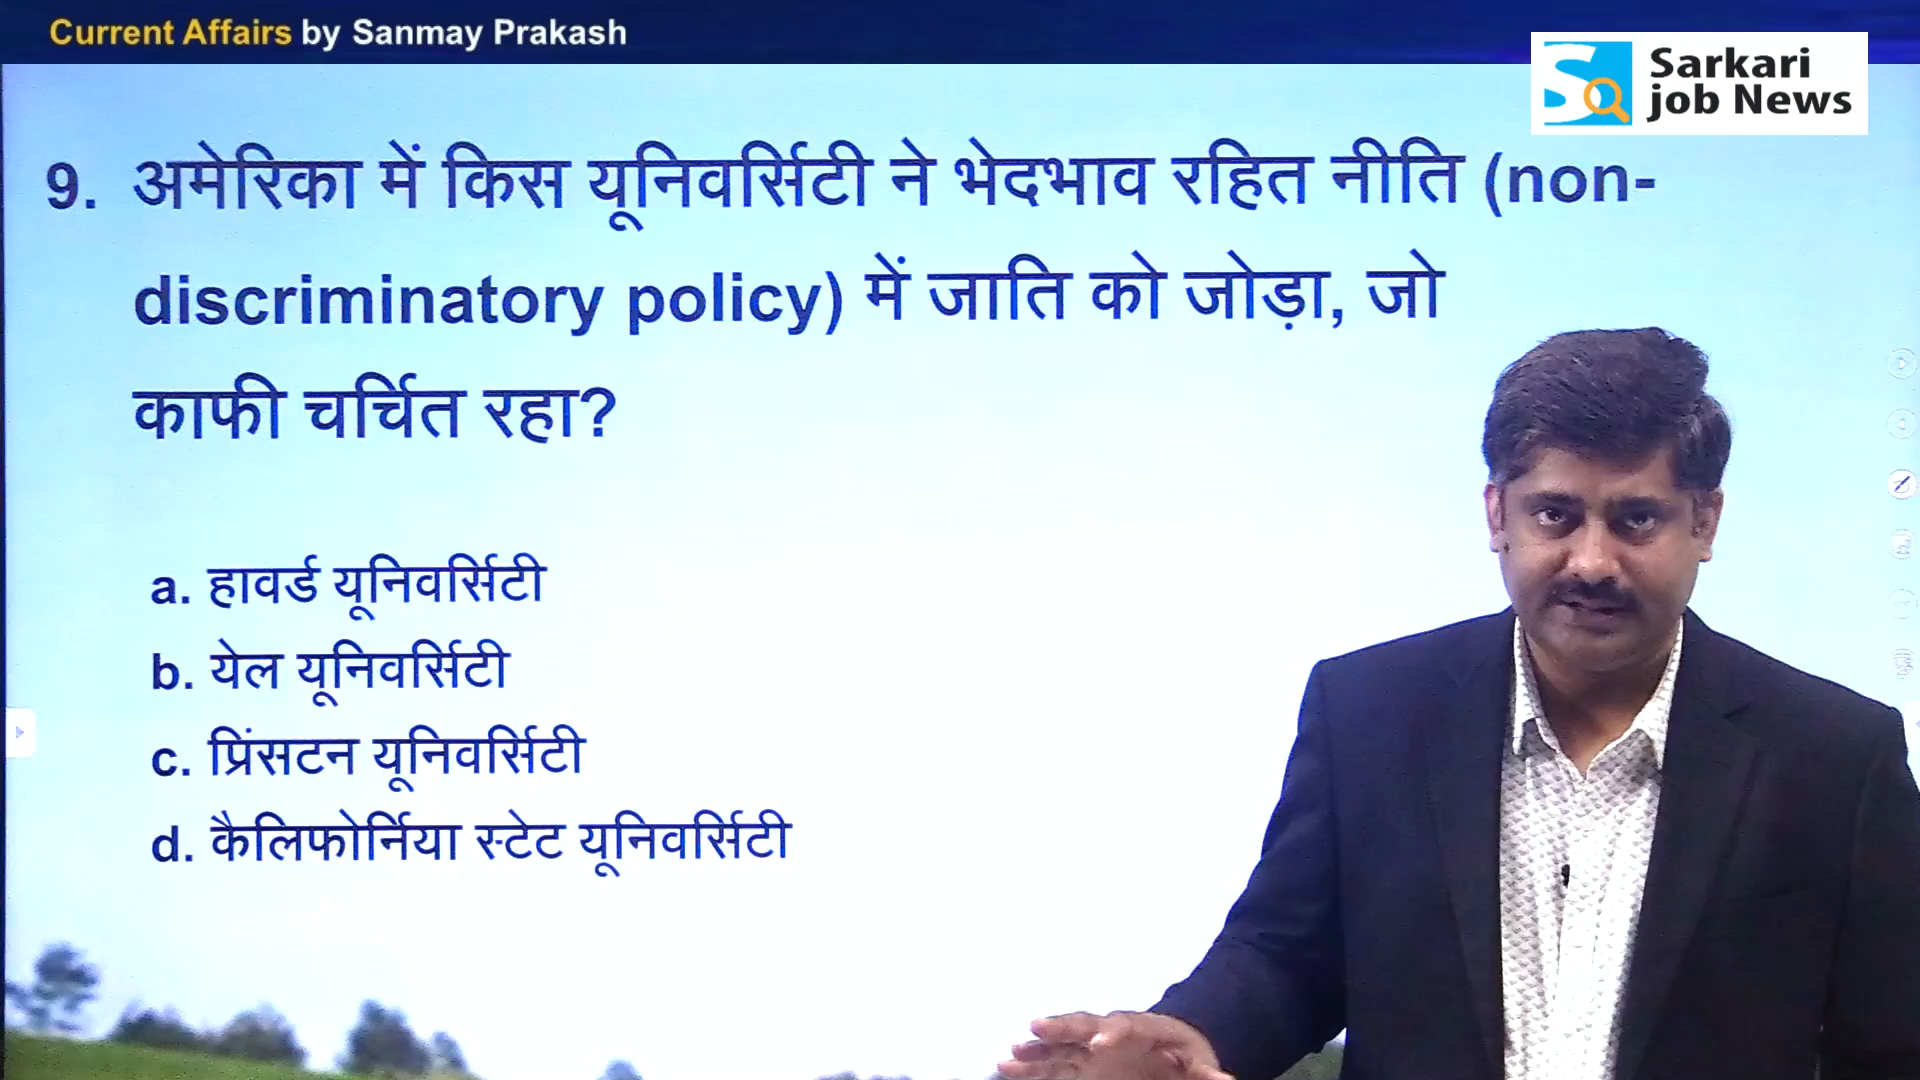 Current Affairs by Sanmay Prakash
Sarkari
job News
9. अमेरिका में किस यूनिवर्सिटी ने भेदभाव रहित नीति (non-
discriminatory policy) में जाति को जोड़ा, जो
काफी चर्चित रहा?
a. हावर्ड यूनिवर्सिटी
b. येल यूनिवर्सिटी
c. प्रिंसटन यूनिवर्सिटी
d. कैलिफोर्निया स्टेट यूनिवर्सिटी